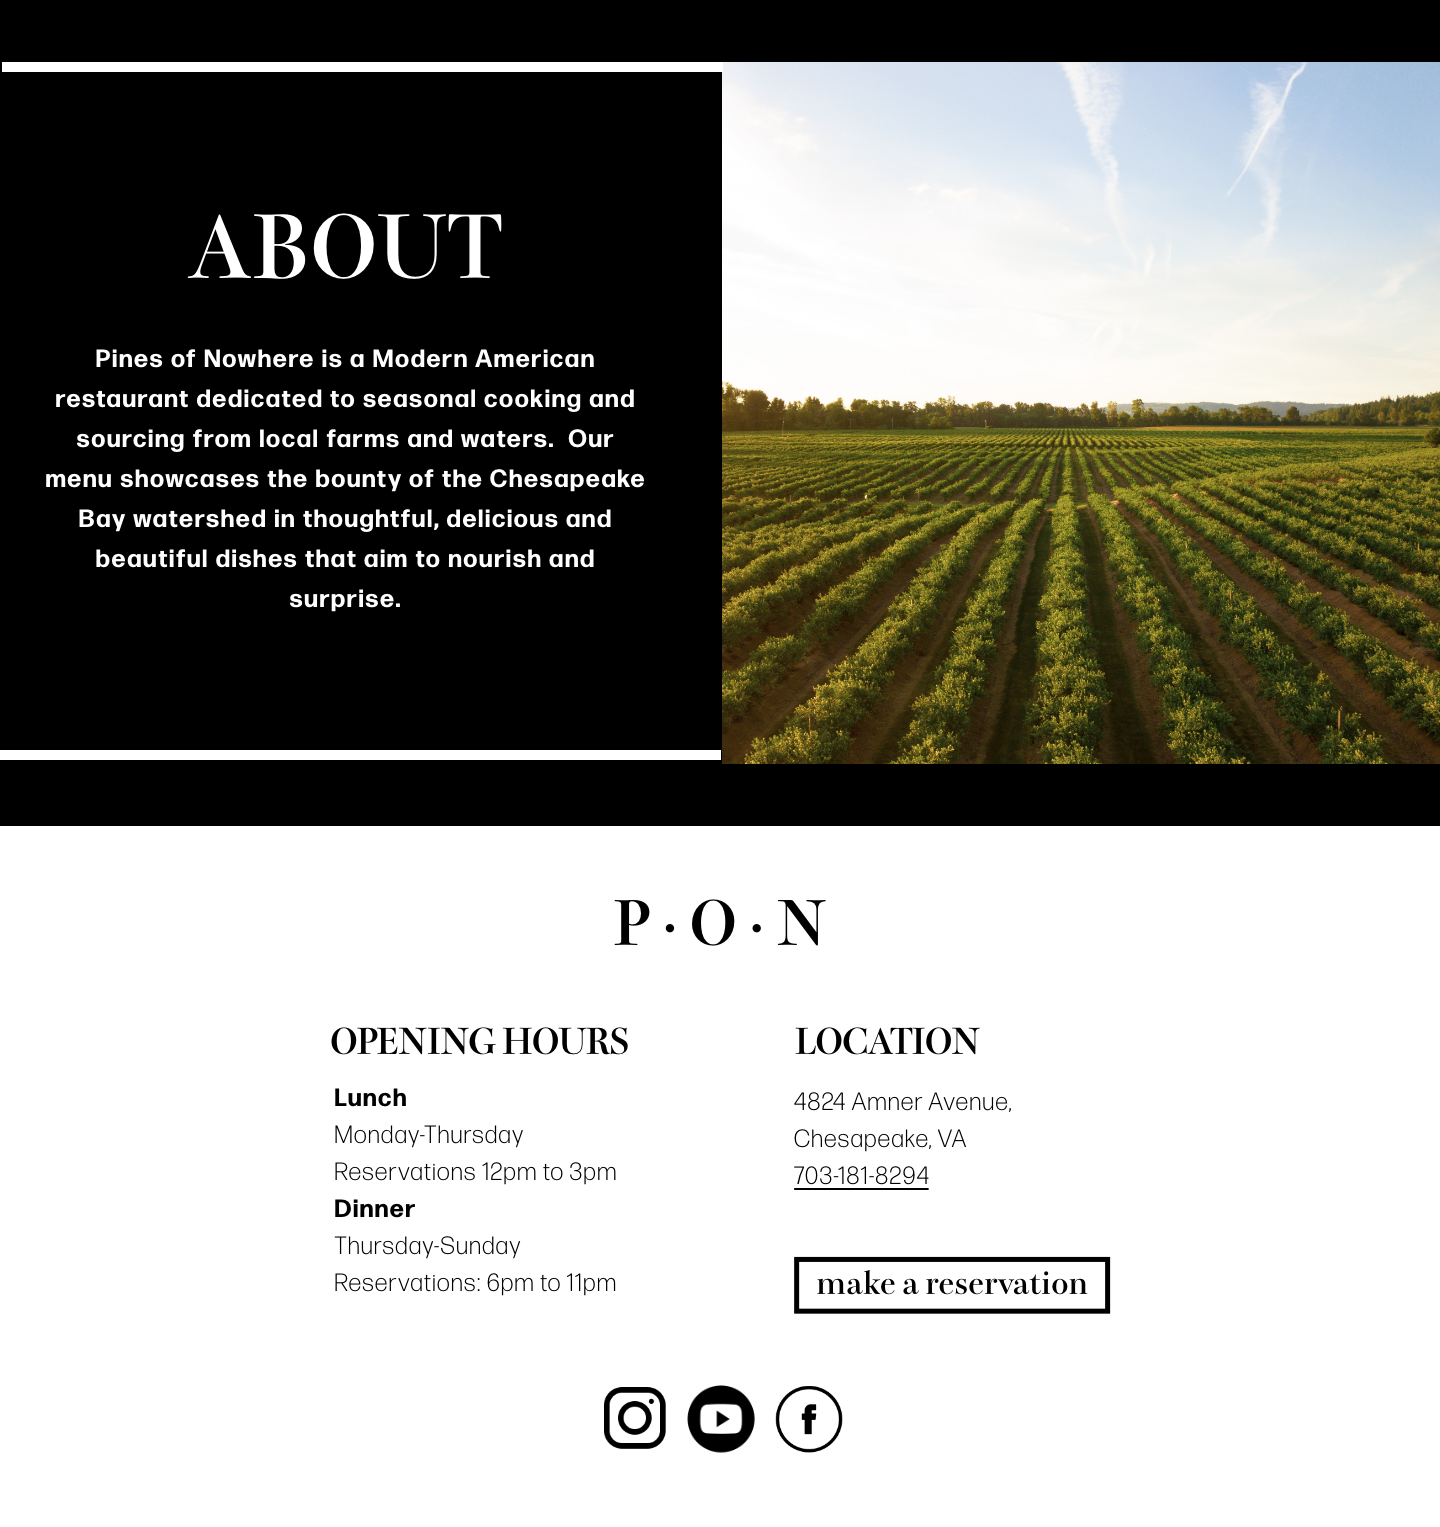 ABOUT
Pines of Nowhere is a Modern American
restaurant dedicated to seasonal cooking and
sourcing from local farms and waters.  Our
menu showcases the bounty of the Chesapeake
Bay watershed in thoughtful, delicious and
beautiful dishes that aim to nourish and
surprise.
P · O · N
OPENING HOURS
Lunch
Monday-Thursday
Reservations 12pm to 3pm
Dinner
Thursday-Sunday
Reservations: 6pm to 11pm
LOCATION
4824 Amner Avenue,
Chesapeake, VA
703-181-8294
make a reservation